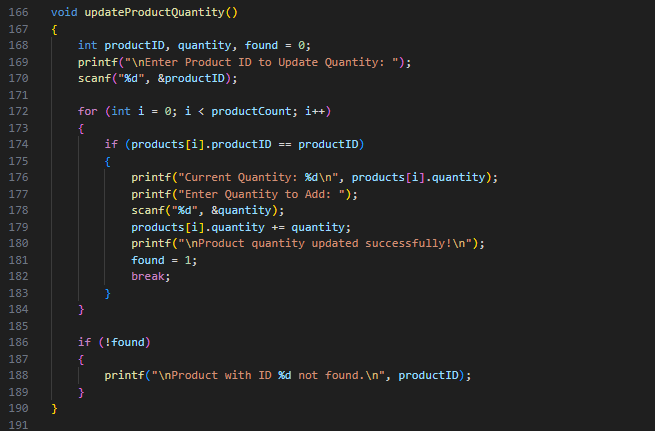 166 void updateProductQuantity()
167 {
168     int productID, quantity, found = 0;
169     printf("\nEnter Product ID to Update Quantity: ");
170     scanf("%d", &productID);
171
172     for (int i = 0; i < productCount; i++)
173     {
174         if (products[i].productID == productID)
175         {
176             printf("Current Quantity: %d\n", products[i].quantity);
177             printf("Enter Quantity to Add: ");
178             scanf("%d", &quantity);
179             products[i].quantity += quantity;
180             printf("\nProduct quantity updated successfully!\n");
181             found = 1;
182             break;
183         }
184     }
185
186     if (!found)
187     {
188         printf("\nProduct with ID %d not found.\n", productID);
189     }
190 }
191